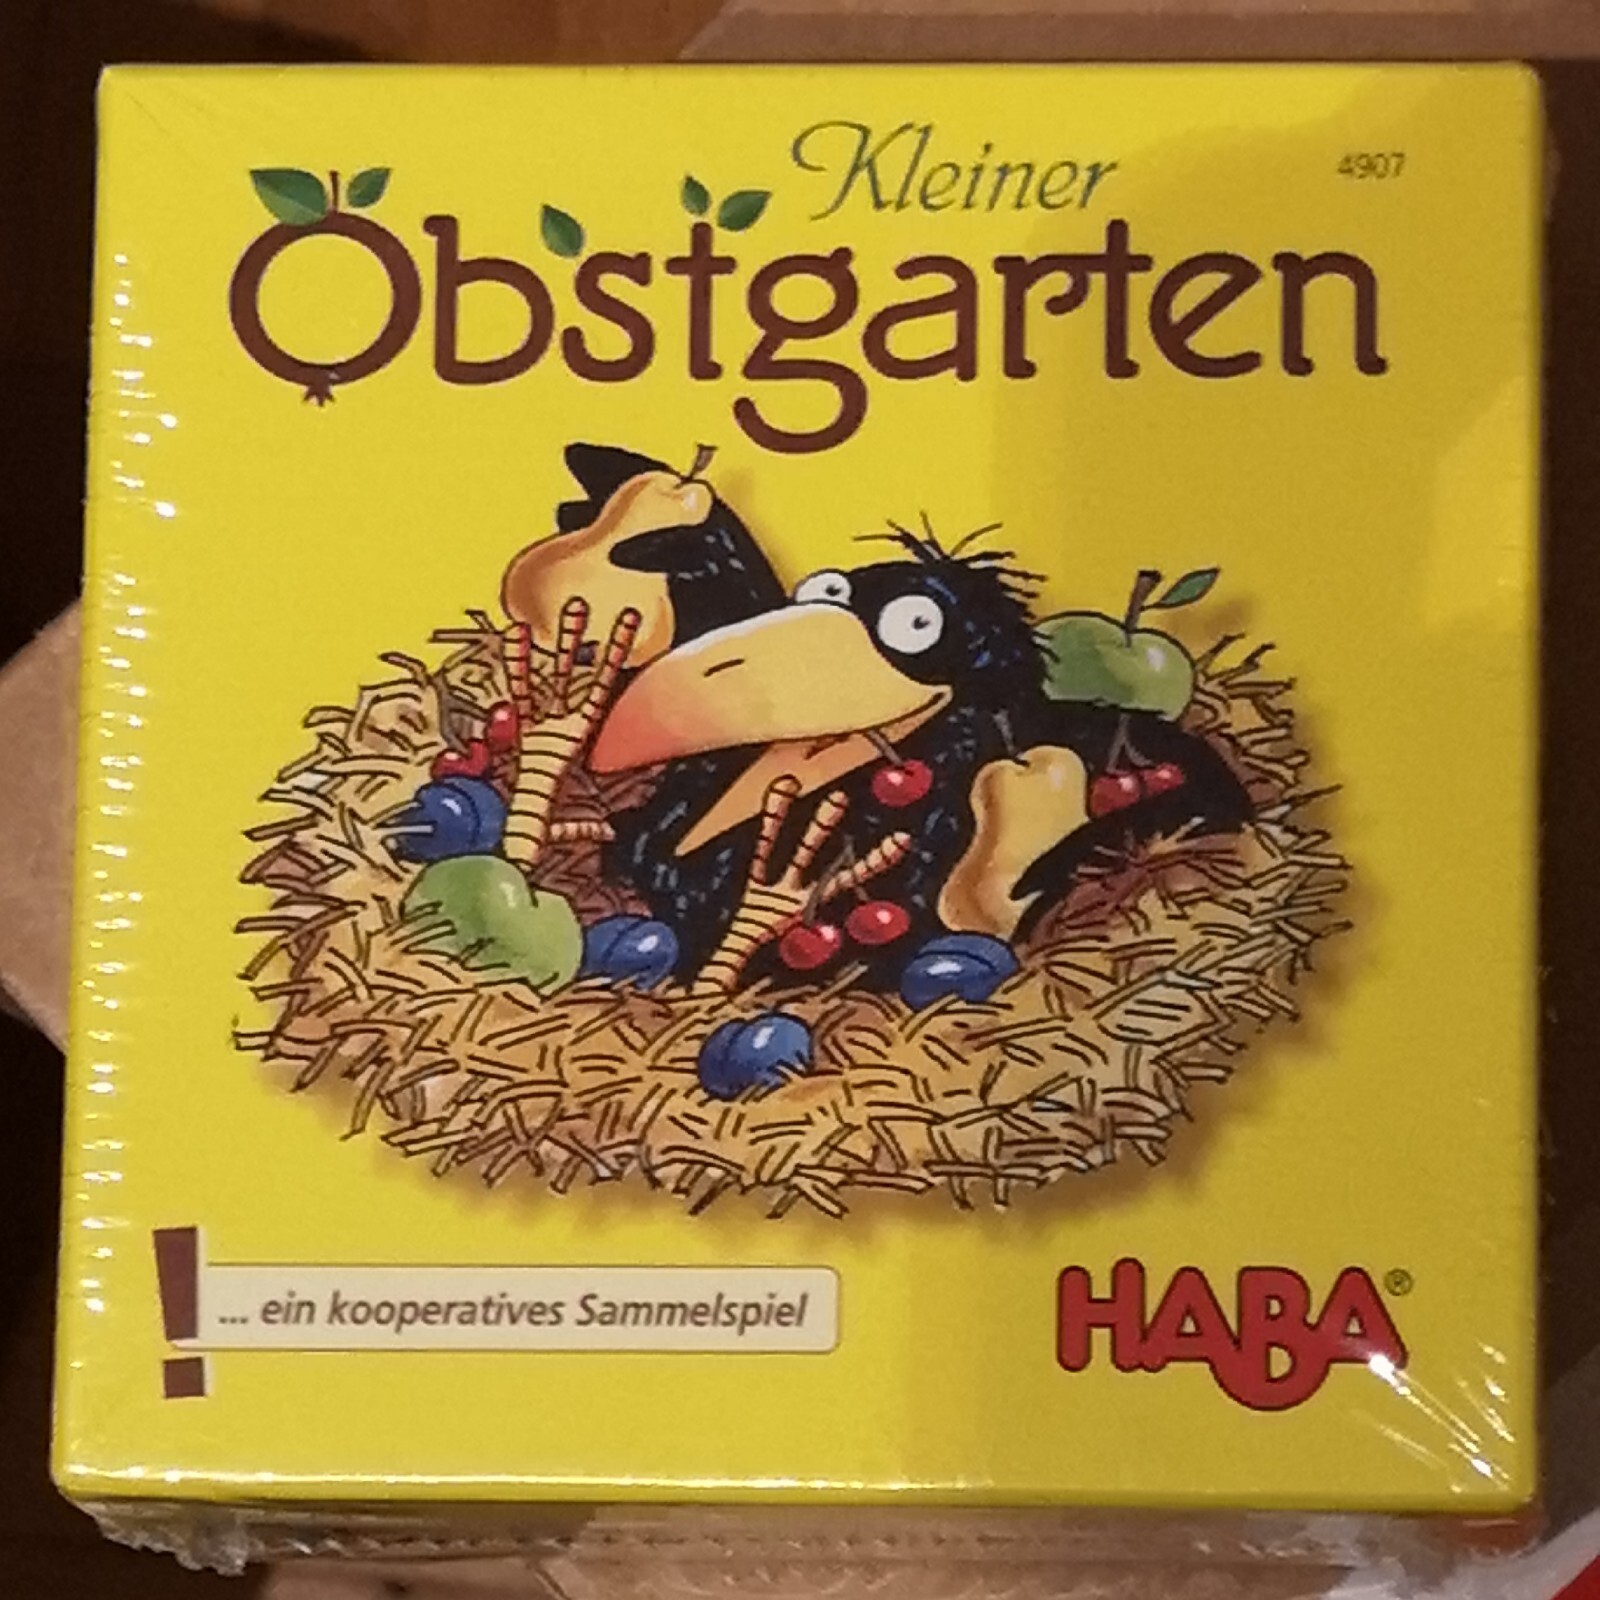 Kleiner
4907
Obstgarten
... ein kooperatives Sammelspiel
HABA®